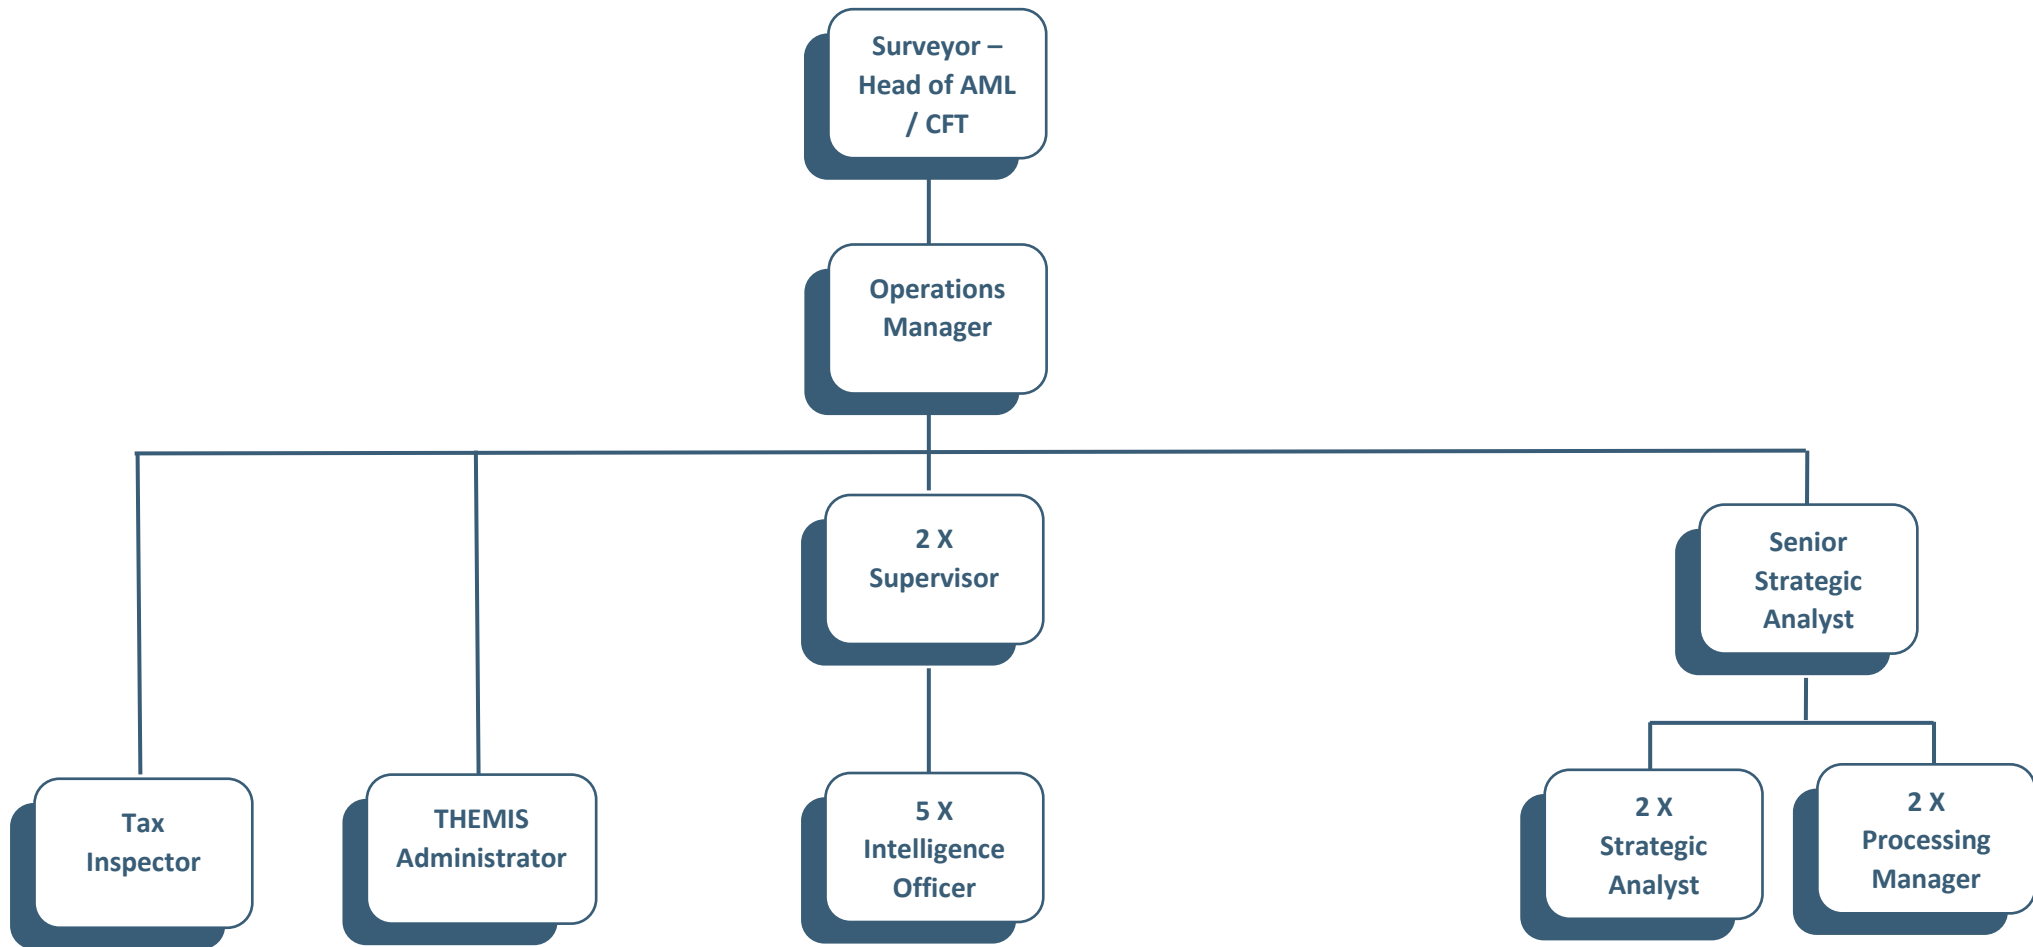 Surveyor –
Head of AML
/ CFT
Operations
Manager
2 X
Supervisor
Senior
Strategic
Analyst
Tax
Inspector
THEMIS
Administrator
5 X
Intelligence
Officer
2 X
Strategic
Analyst
2 X
Processing
Manager